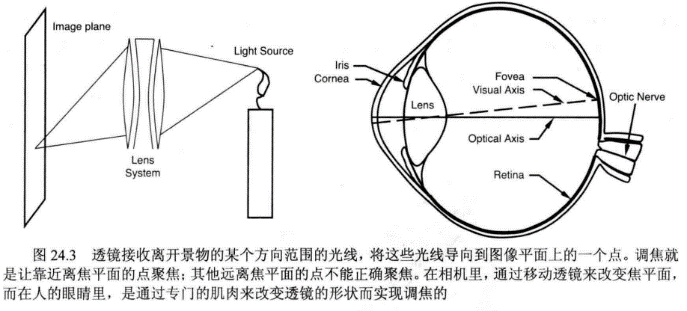 Image plane
Light Source
Lens
System
Iris
Cornea
Lens
Fovea
Visual Axis
Optic Nerve
Optical Axis
Retina
图 24.3 透镜接收离开景物的某个方向范围的光线，将这些光线导向到图像平面上的一个点。调焦就
是让靠近离焦平面的点聚焦；其他远离焦平面的点不能正确聚焦。在相机里，通过移动透镜来改变焦平面，
而在人的眼睛里，是通过专门的肌肉来改变透镜的形状而实现调焦的